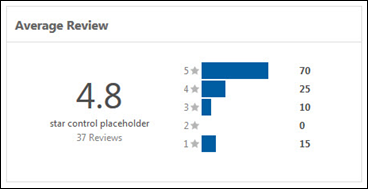 Average Review
4.8
star control placeholder
37 Reviews
5 ★ 70
4 ★ 25
3 ★ 10
2 ★ 0
1 ★ 15